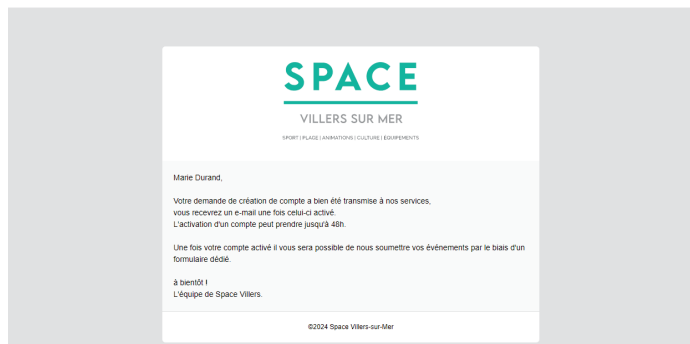 SPACE
VILLERS SUR MER
SPORT | PLAGE | ANIMATIONS | CULTURE | ÉQUIPEMENTS
Marie Durand,
Votre demande de création de compte a bien été transmise à nos services,
vous recevrez un e-mail une fois celui-ci activé.
L'activation d'un compte peut prendre jusqu'à 48h.
Une fois votre compte activé il vous sera possible de nous soumettre vos événements par le biais d'un
formulaire dédié.
à bientôt !
L'équipe de Space Villers.
©2024 Space Villers-sur-Mer